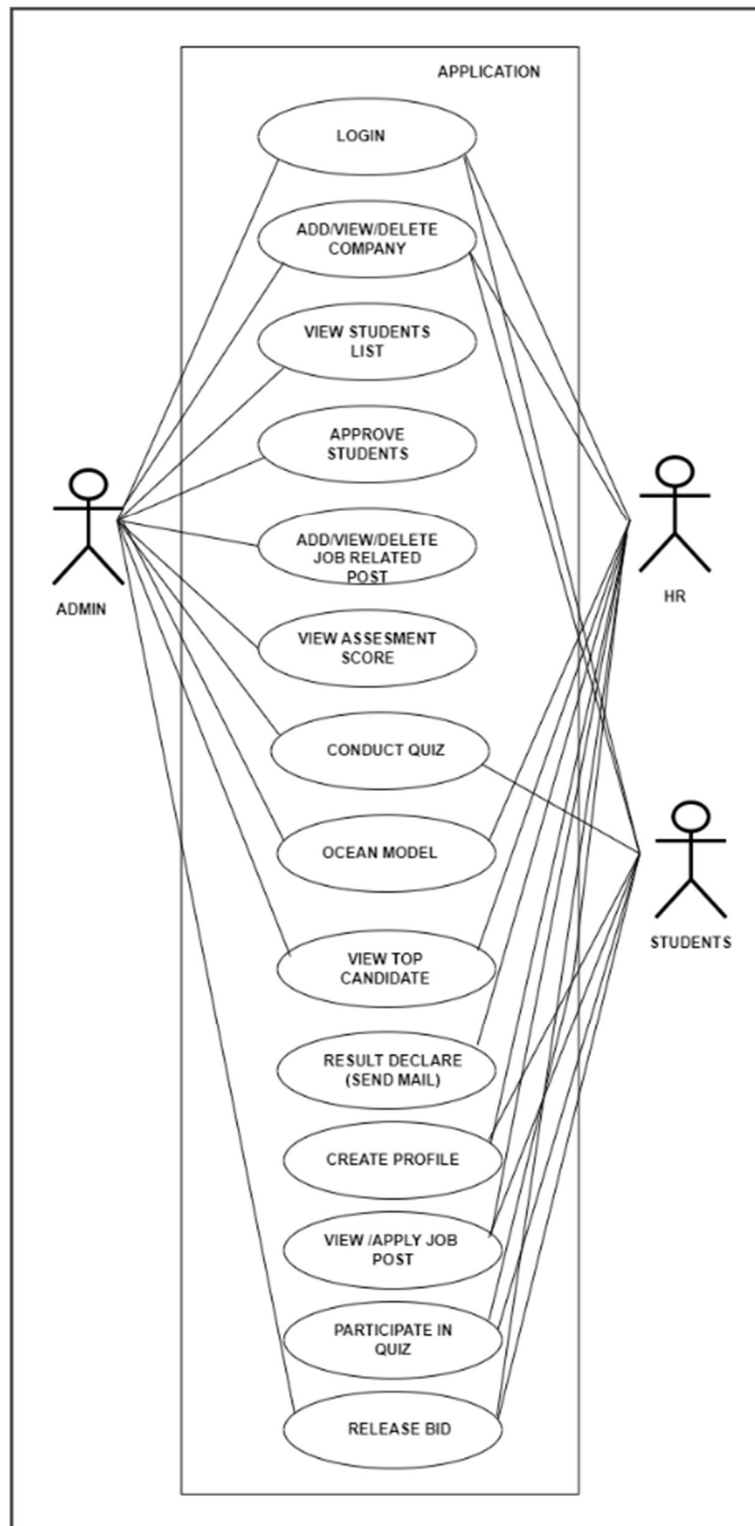 APPLICATION
LOGIN
ADD/VIEW/DELETE
COMPANY
VIEW STUDENTS
LIST
APPROVE
STUDENTS
ADD/VIEW/DELETE
JOB RELATED
POST
VIEW ASSESMENT
SCORE
CONDUCT QUIZ
OCEAN MODEL
VIEW TOP
CANDIDATE
RESULT DECLARE
(SEND MAIL)
CREATE PROFILE
VIEW /APPLY JOB
POST
PARTICIPATE IN
QUIZ
RELEASE BID
ADMIN
HR
STUDENTS